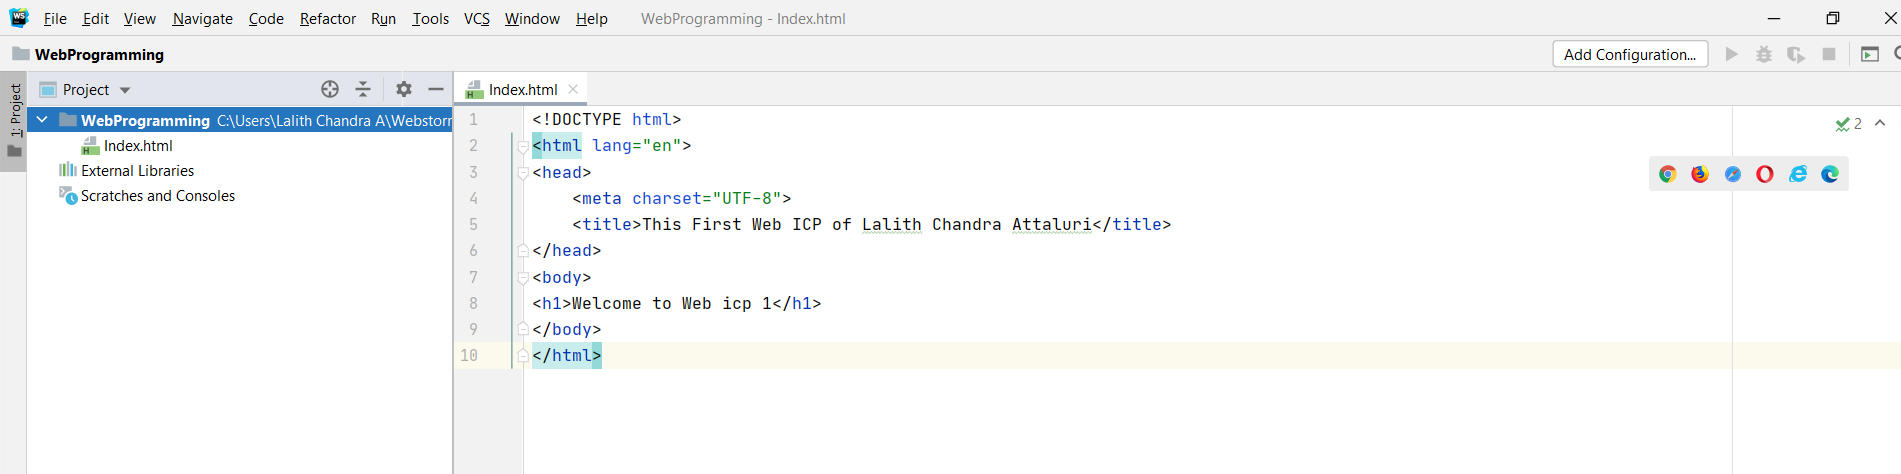 WS File Edit View Navigate Code Refactor Run Tools VCS Window Help WebProgramming - Index.html
WebProgramming Add Configuration...
1: Project
Project
WebProgramming C:\Users\Lalith Chandra A\Webstorr
Index.html
External Libraries
Scratches and Consoles
Index.html
1 <!DOCTYPE html>
2 <html lang="en">
3 <head>
4     <meta charset="UTF-8">
5     <title>This First Web ICP of Lalith Chandra Attaluri</title>
6 </head>
7 <body>
8 <h1>Welcome to Web icp 1</h1>
9 </body>
10 </html>
2